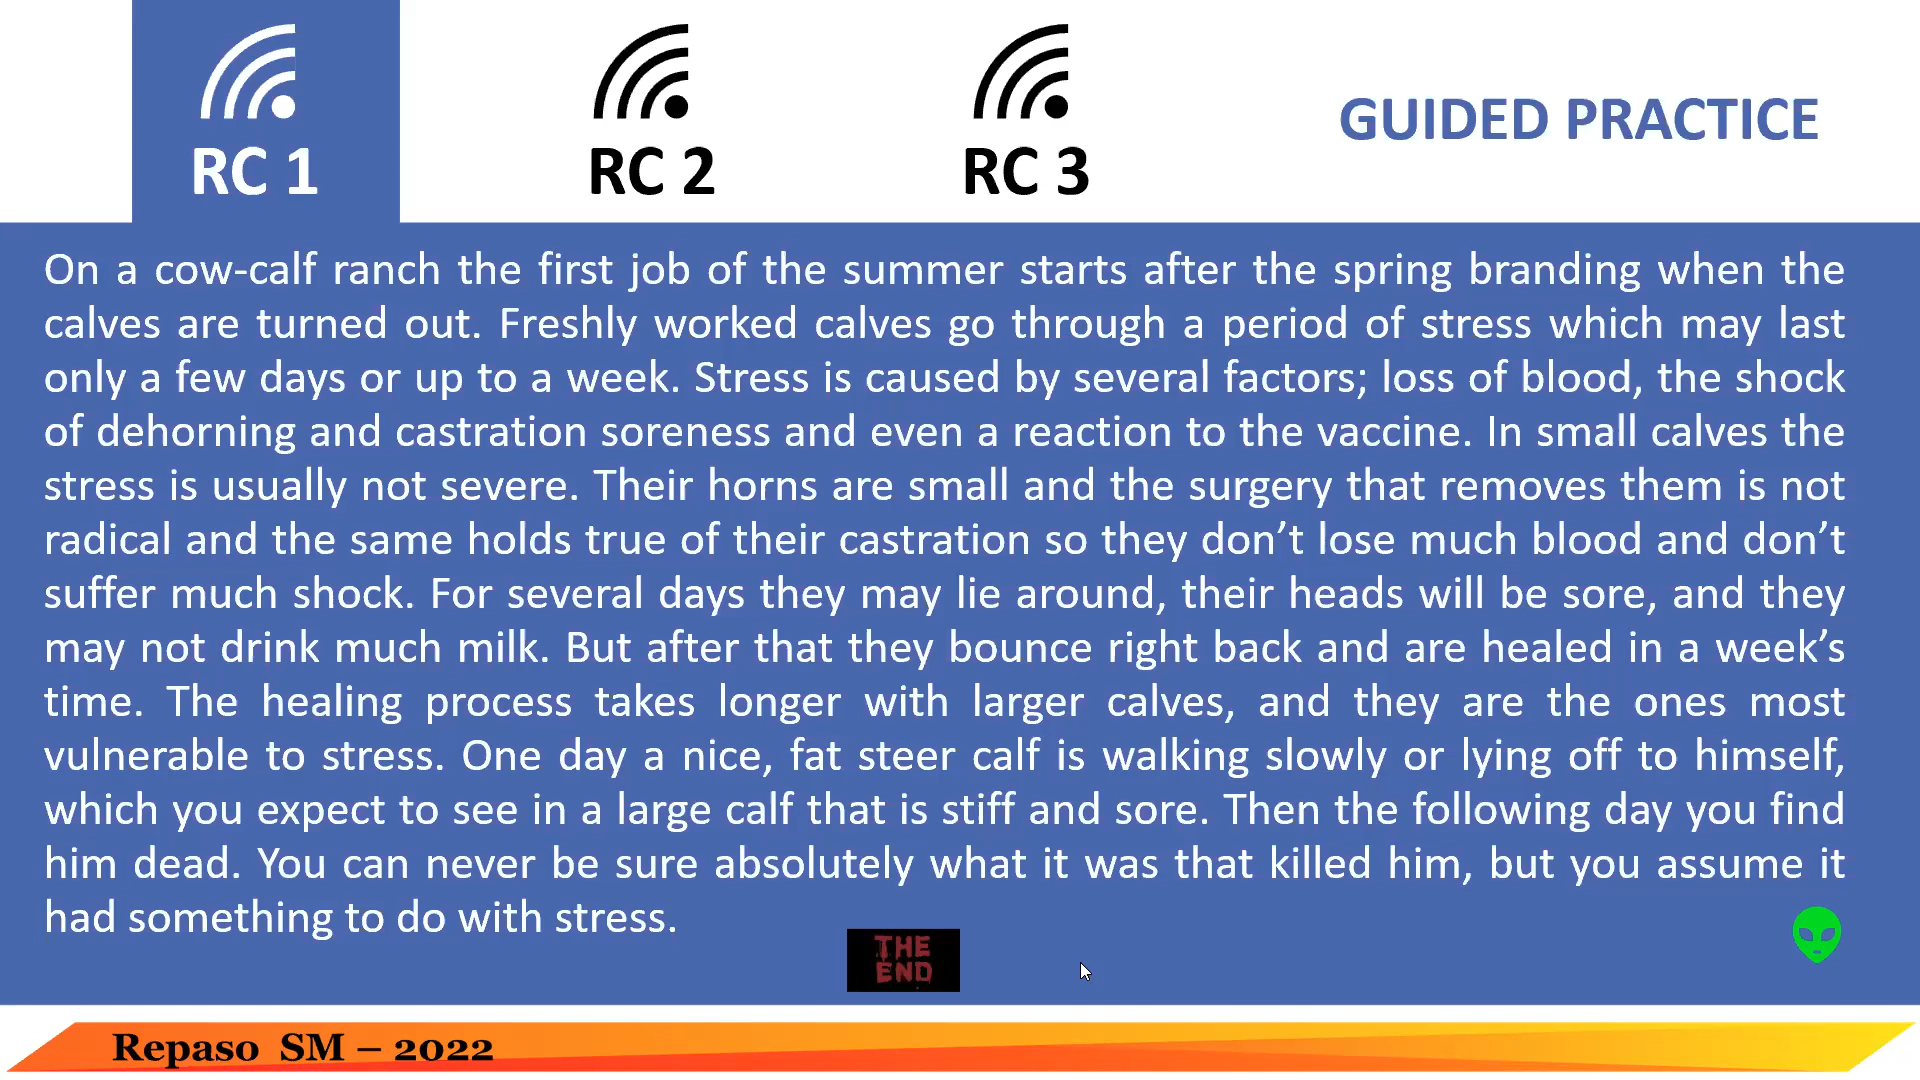 RC 1
RC 2
RC 3
GUIDED PRACTICE
On a cow-calf ranch the first job of the summer starts after the spring branding when the
calves are turned out. Freshly worked calves go through a period of stress which may last
only a few days or up to a week. Stress is caused by several factors; loss of blood, the shock
of dehorning and castration soreness and even a reaction to the vaccine. In small calves the
stress is usually not severe. Their horns are small and the surgery that removes them is not
radical and the same holds true of their castration so they don’t lose much blood and don’t
suffer much shock. For several days they may lie around, their heads will be sore, and they
may not drink much milk. But after that they bounce right back and are healed in a week’s
time. The healing process takes longer with larger calves, and they are the ones most
vulnerable to stress. One day a nice, fat steer calf is walking slowly or lying off to himself,
which you expect to see in a large calf that is stiff and sore. Then the following day you find
him dead. You can never be sure absolutely what it was that killed him, but you assume it
had something to do with stress.
THE
END
Repaso SM – 2022